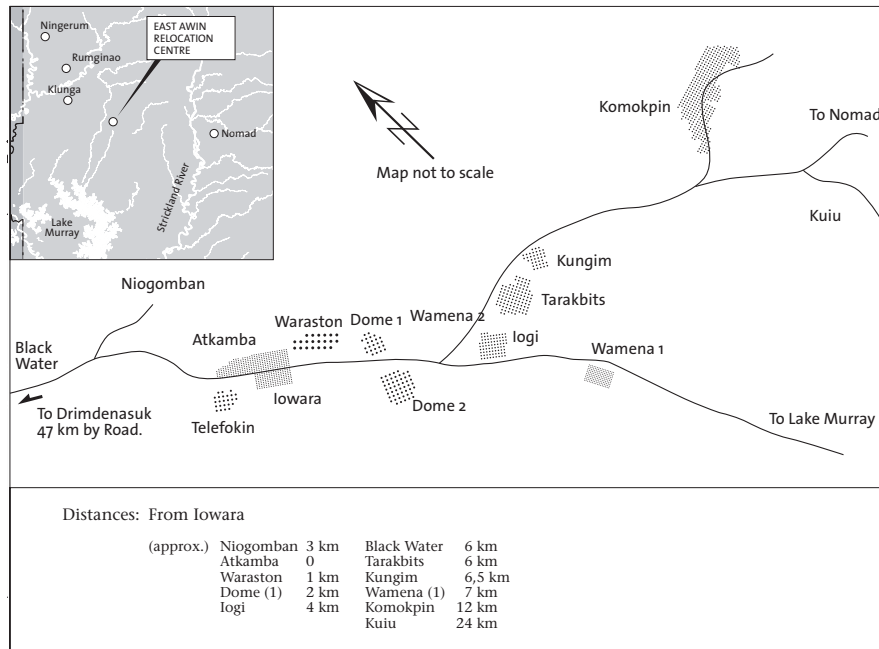 Ningerum
EAST AWIN
RELOCATION
CENTRE
Rumginao
Klunga
Nomad
Strickland River
Lake
Murray
Komokpin
To Nomad
Map not to scale
Kuiu
Kungim
Niogomban
Tarakbits
Waraston
Dome 1
Wamena 2
Atkamba
Iogi
Black
Water
Wamena 1
Iowara
Dome 2
To Drimdenasuk
47 km by Road.
Telefokin
To Lake Murray
Distances: From Iowara
(approx.) Niogomban 3 km Black Water 6 km
Atkamba 0 Tarakbits 6 km
Waraston 1 km Kungim 6,5 km
Dome (1) 2 km Wamena (1) 7 km
Iogi 4 km Komokpin 12 km
Kuiu 24 km